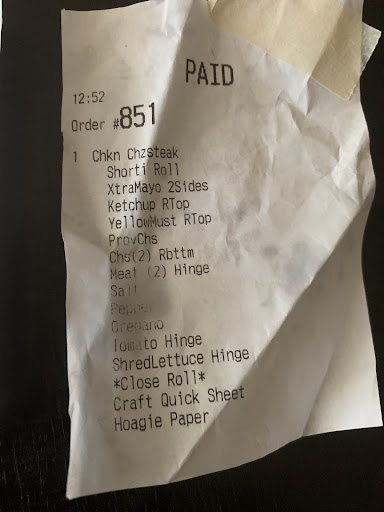 PAID
12:52
Order #851
1 Chkn Chzsteak
Shorti Roll
XtraMayo 2Sides
Ketchup RTop
YellowMust RTop
ProvChs
Chs(2) Rbttm
Meat (2) Hinge
Salt
Pepper
Oregano
Tomato Hinge
ShredLettuce Hinge
*Close Roll*
Craft Quick Sheet
Hoagie Paper